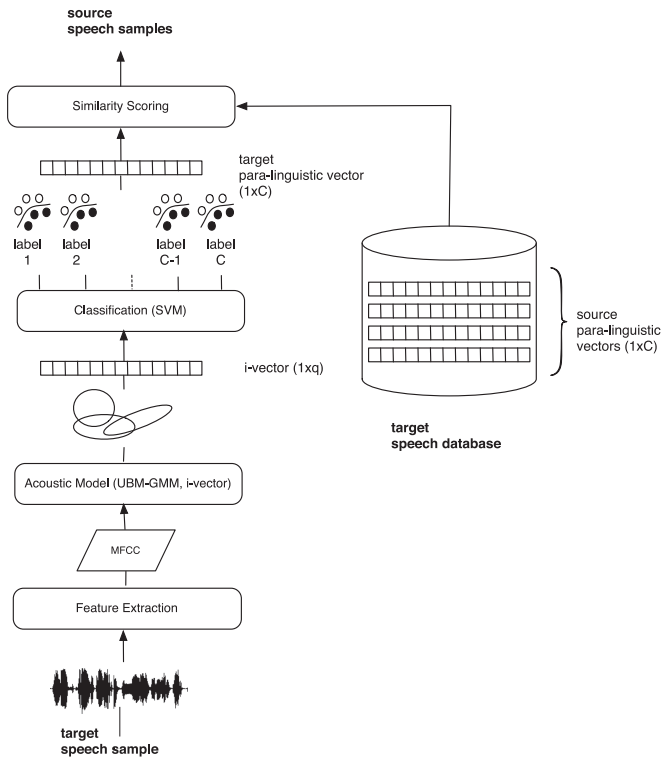 source
speech samples
Similarity Scoring
target
para-linguistic vector
(1xC)
label
1
label
2
label
C-1
label
C
Classification (SVM)
i-vector (1xq)
source
para-linguistic
vectors (1xC)
target
speech database
Acoustic Model (UBM-GMM, i-vector)
MFCC
Feature Extraction
target
speech sample